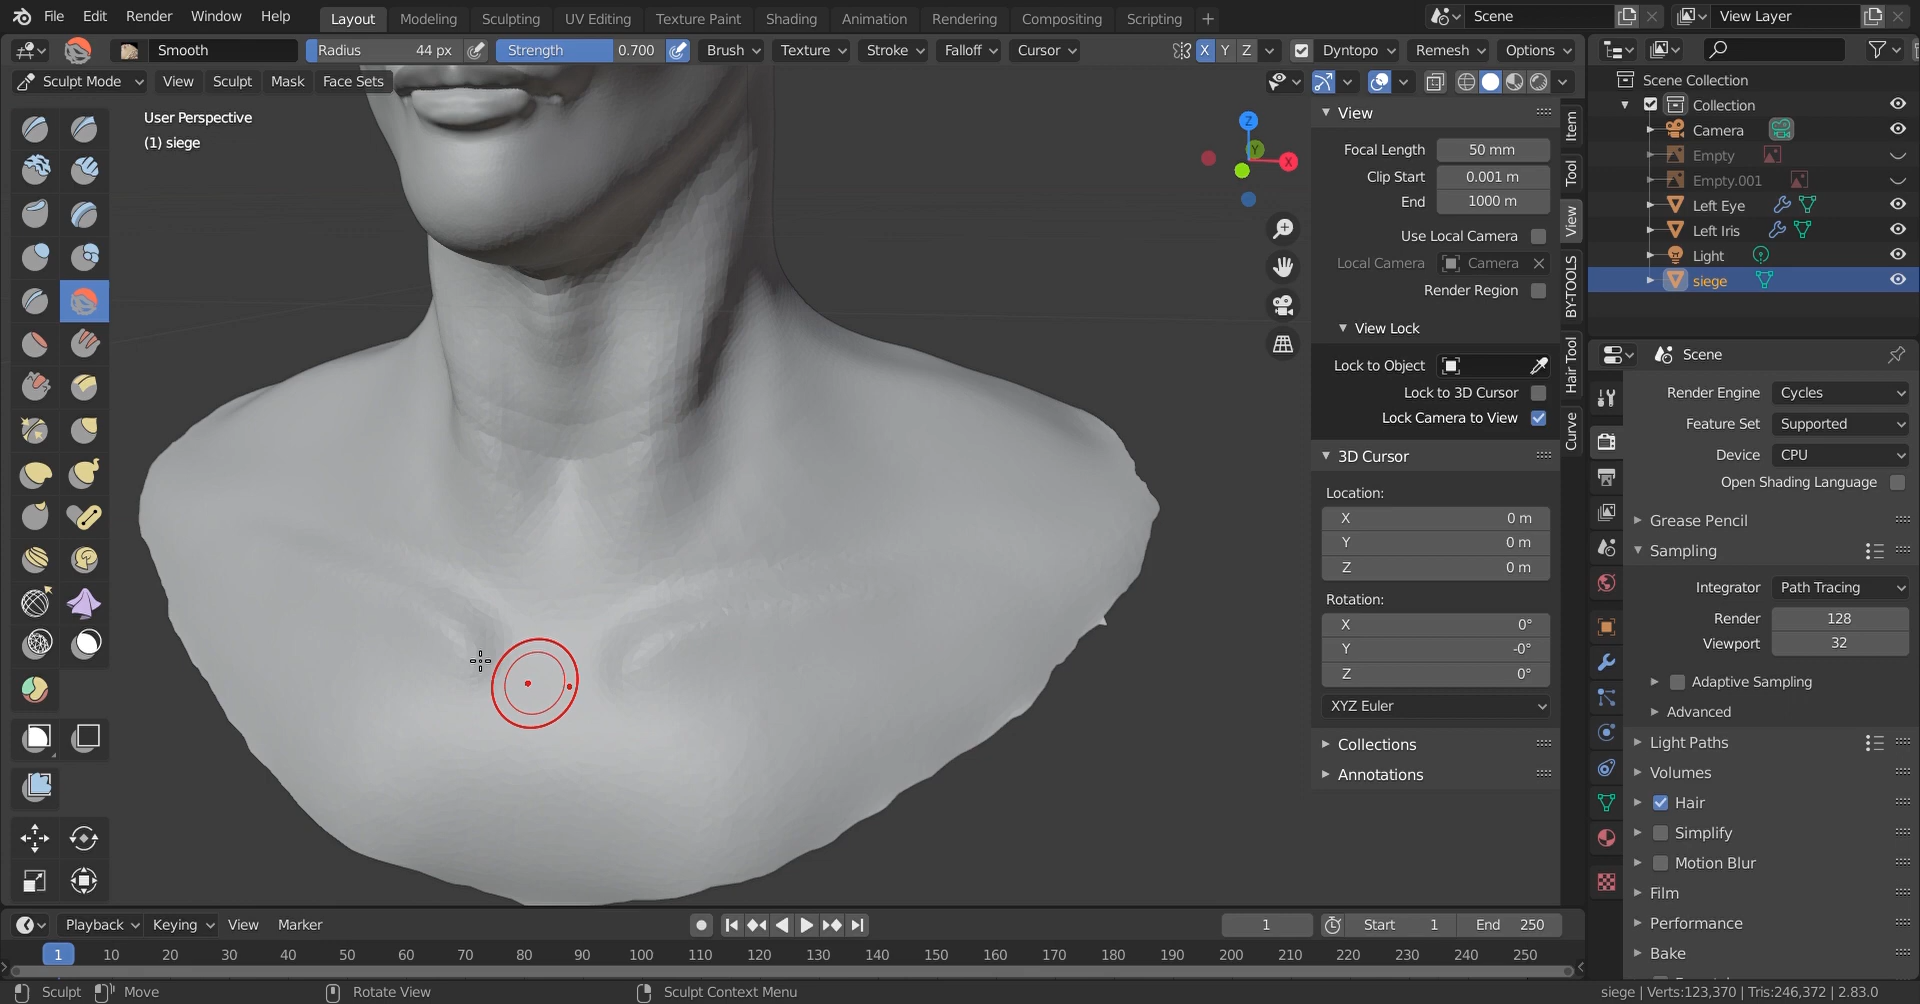 File Edit Render Window Help Layout Modeling Sculpting UV Editing Texture Paint Shading Animation Rendering Compositing Scripting + Scene View Layer
Smooth Radius 44 px Strength 0.700 Brush Texture Stroke Falloff Cursor X Y Z Dyntopo Remesh Options
Sculpt Mode View Sculpt Mask Face Sets
User Perspective
(1) siege
Z
Y
X
View
Focal Length 50 mm
Clip Start 0.001 m
End 1000 m
Use Local Camera
Local Camera Camera
Render Region
View Lock
Lock to Object
Lock to 3D Cursor
Lock Camera to View
3D Cursor
Location:
X 0 m
Y 0 m
Z 0 m
Rotation:
X 0°
Y -0°
Z 0°
XYZ Euler
Collections
Annotations
Item
Tool
View
BY-TOOLS
Hair Tool
Curve
Scene Collection
Collection
Camera
Empty
Empty.001
Left Eye
Left Iris
Light
siege
Scene
Render Engine Cycles
Feature Set Supported
Device CPU
Open Shading Language
Grease Pencil
Sampling
Integrator Path Tracing
Render 128
Viewport 32
Adaptive Sampling
Advanced
Light Paths
Volumes
Hair
Simplify
Motion Blur
Film
Performance
Bake
Playback Keying View Marker 1 Start 1 End 250
1 10 20 30 40 50 60 70 80 90 100 110 120 130 140 150 160 170 180 190 200 210 220 230 240 250
Sculpt Move Rotate View Sculpt Context Menu siege | Verts:123,370 | Tris:246,372 | 2.83.0